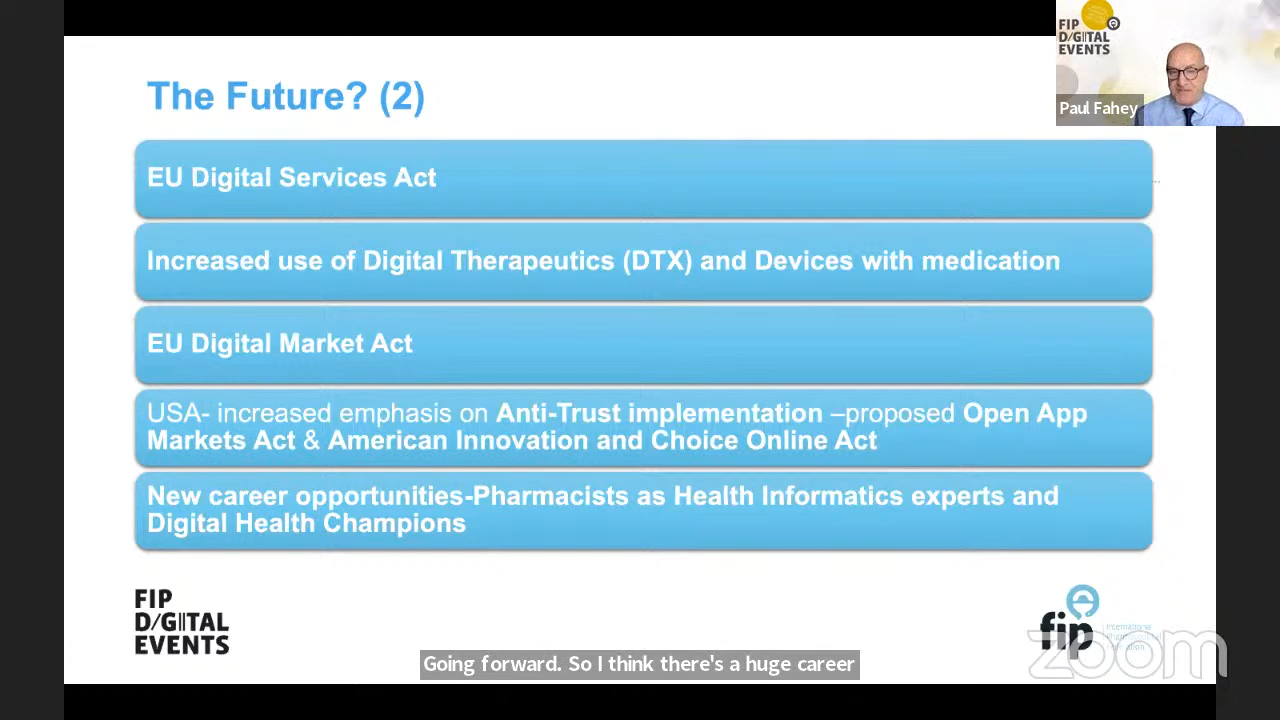 FIP
D/GITAL
EVENTS
Paul Fahey
The Future? (2)
EU Digital Services Act
Increased use of Digital Therapeutics (DTX) and Devices with medication
EU Digital Market Act
USA- increased emphasis on Anti-Trust implementation –proposed Open App
Markets Act & American Innovation and Choice Online Act
New career opportunities-Pharmacists as Health Informatics experts and
Digital Health Champions
FIP
D/GITAL
EVENTS
fip
International
zoom
Going forward. So I think there's a huge career